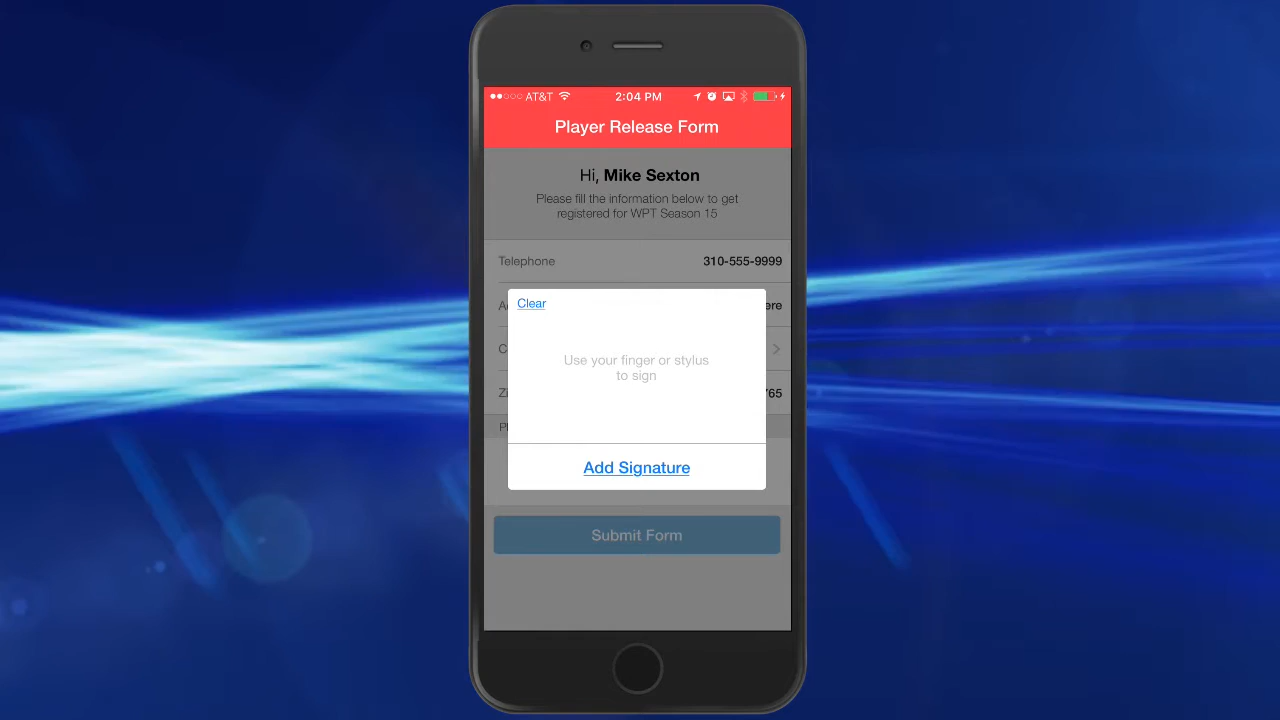 AT&T 2:04 PM
Player Release Form
Hi, Mike Sexton
Please fill the information below to get
registered for WPT Season 15
Telephone 310-555-9999
Clear
Use your finger or stylus
to sign
Add Signature
Submit Form